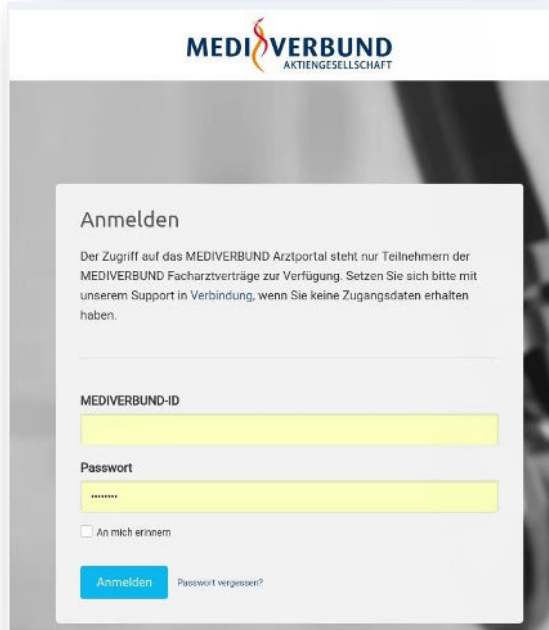 MEDIVERBUND
AKTIENGESELLSCHAFT
Anmelden
Der Zugriff auf das MEDIVERBUND Arztportal steht nur Teilnehmern der
MEDIVERBUND Facharztverträge zur Verfügung. Setzen Sie sich bitte mit
unserem Support in Verbindung, wenn Sie keine Zugangsdaten erhalten
haben.
MEDIVERBUND-ID
Passwort
••••••••
An mich erinnern
Anmelden Passwort vergessen?